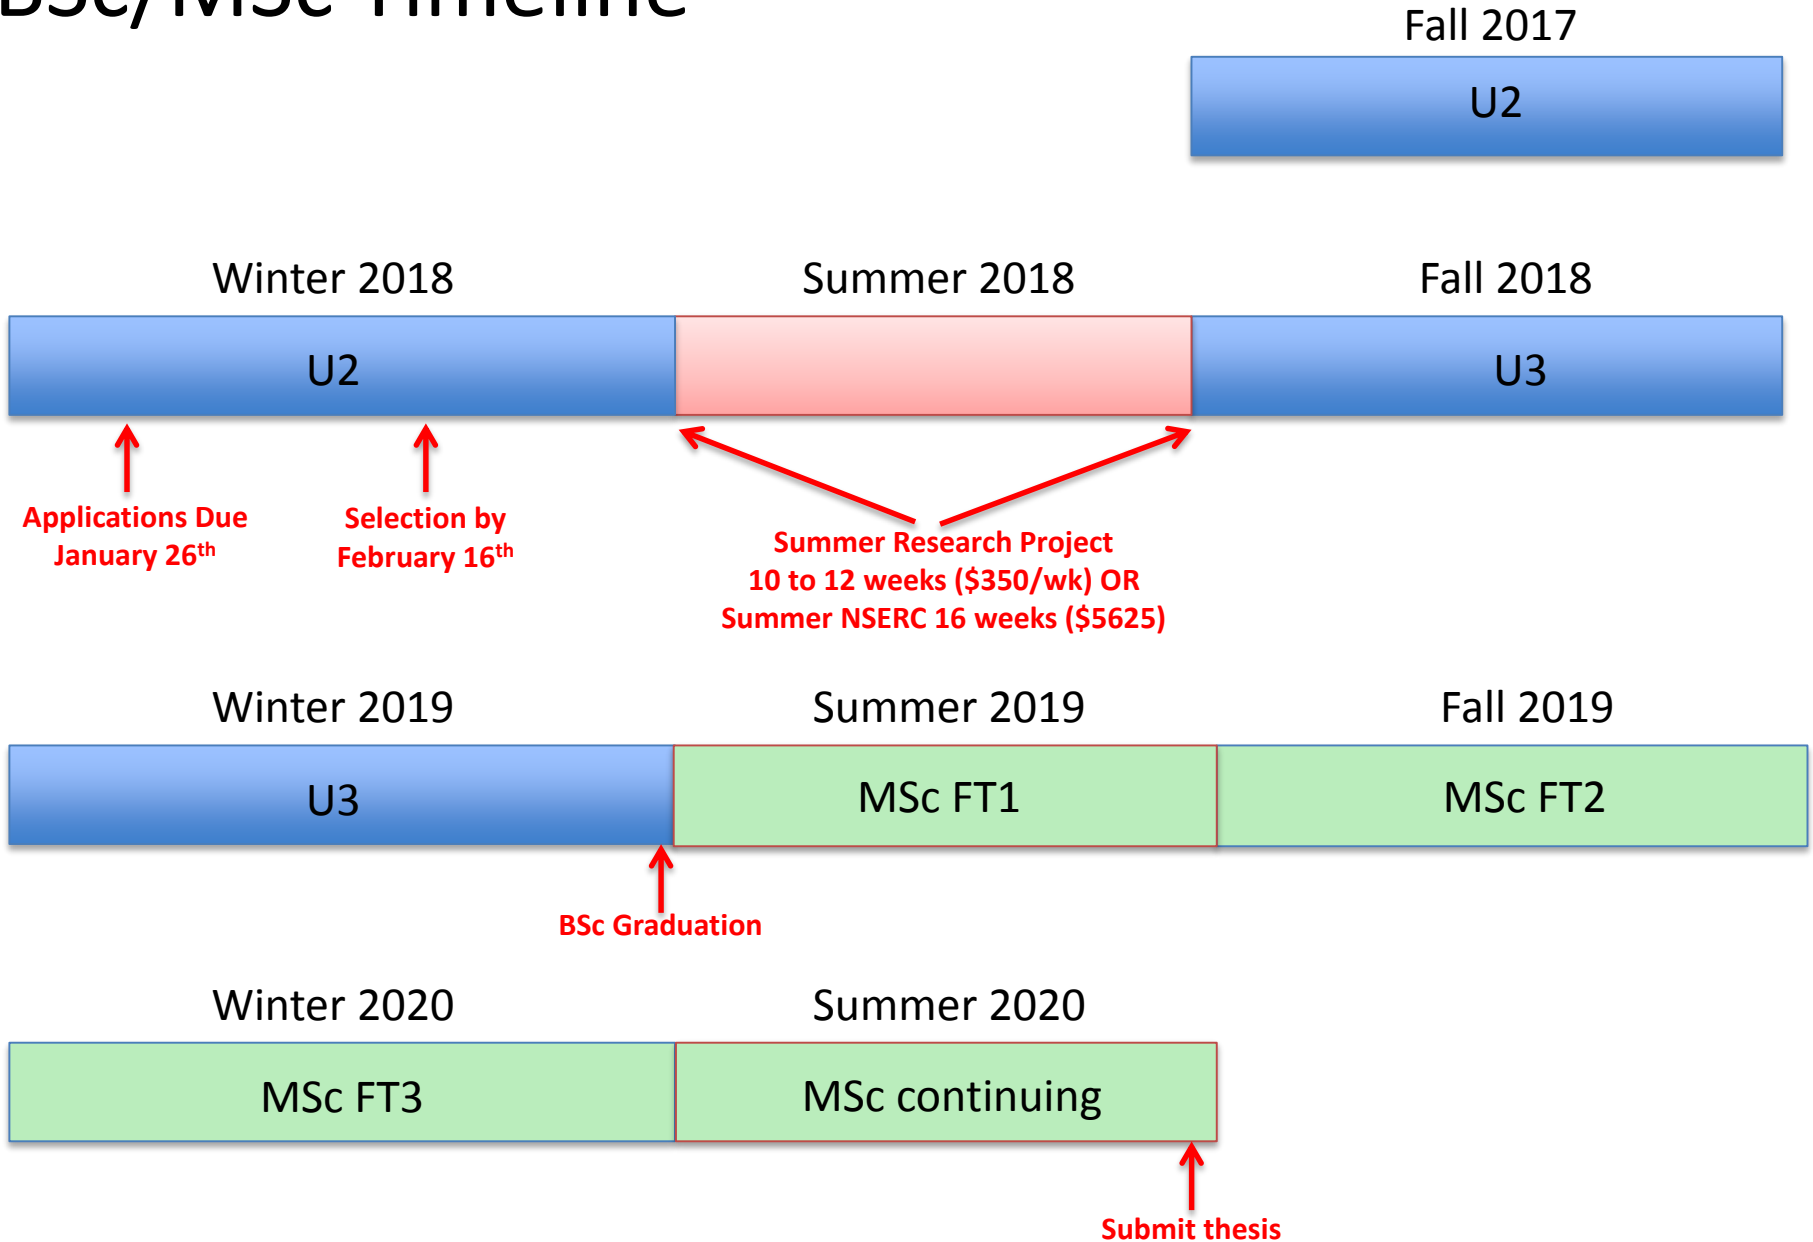 BSc/MSc Timeline
Fall 2017
U2
Winter 2018
Summer 2018
Fall 2018
U2
U3
Applications Due
January 26th
Selection by
February 16th
Summer Research Project
10 to 12 weeks ($350/wk) OR
Summer NSERC 16 weeks ($5625)
Winter 2019
Summer 2019
Fall 2019
U3
MSc FT1
MSc FT2
BSc Graduation
Winter 2020
Summer 2020
MSc FT3
MSc continuing
Submit thesis